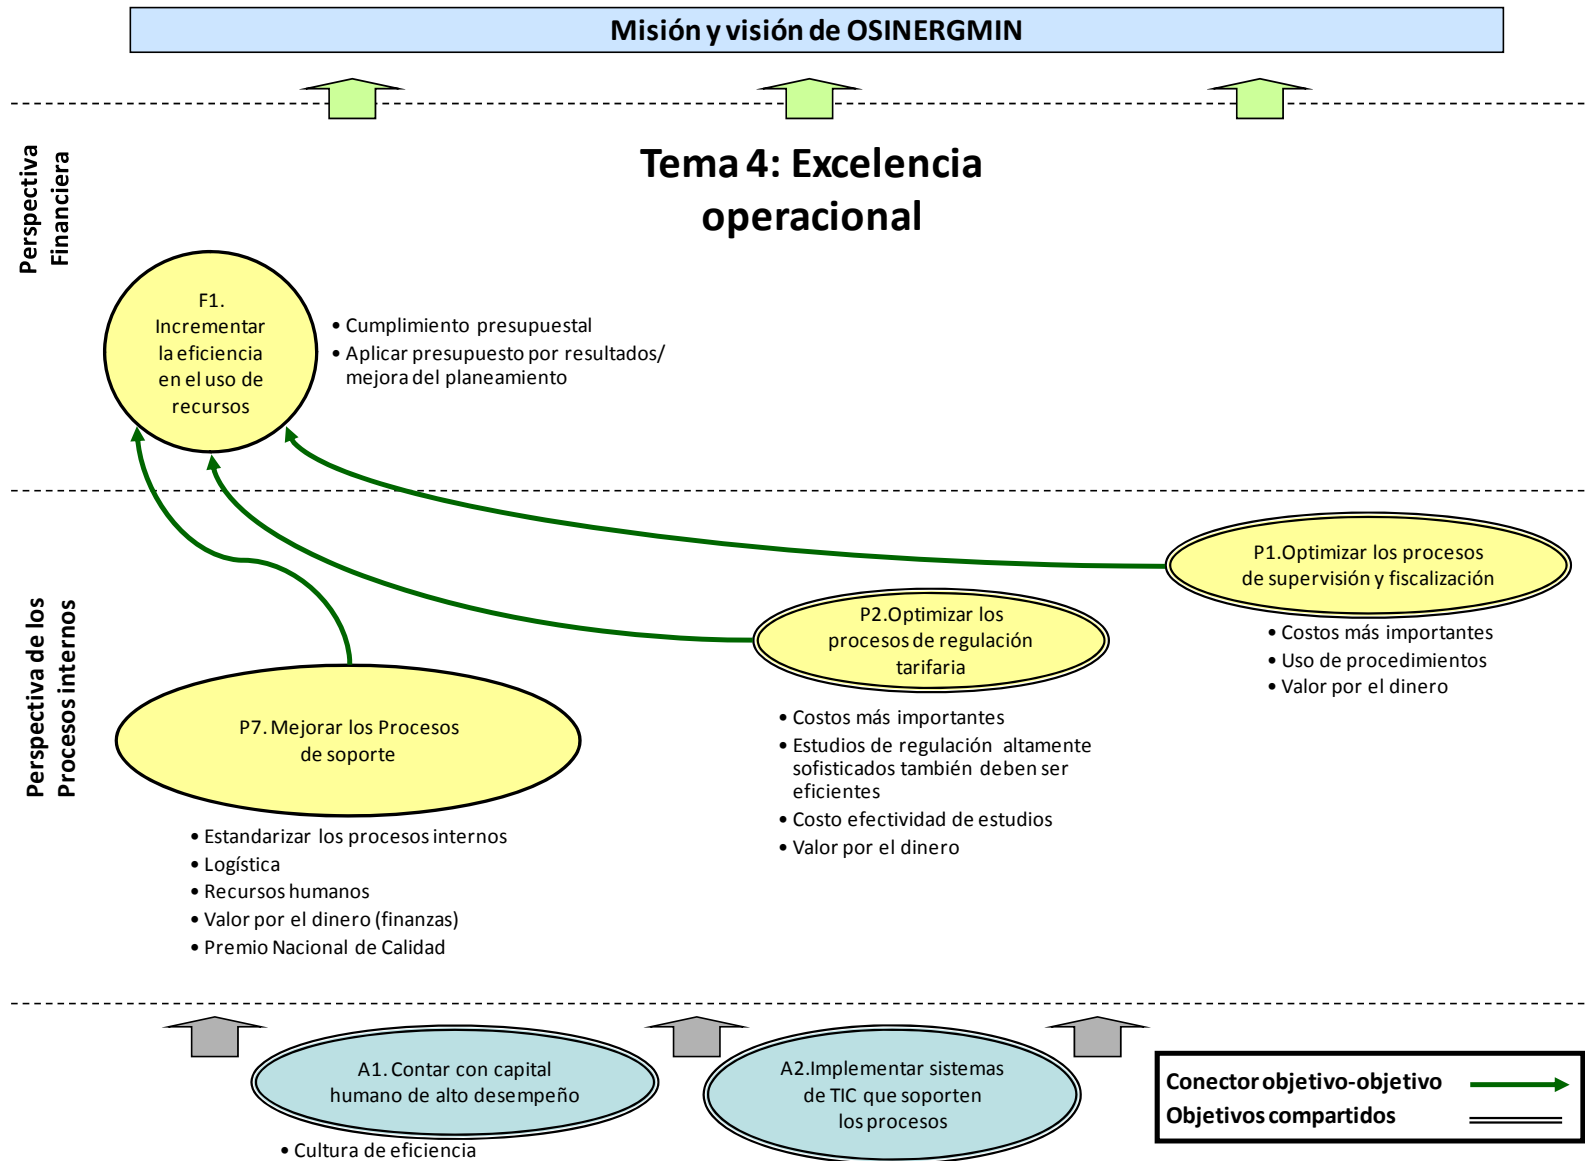 Misión y visión de OSINERGMIN
Perspectiva
Financiera
Tema 4: Excelencia
operacional
F1.
Incrementar
la eficiencia
en el uso de
recursos
• Cumplimiento presupuestal
• Aplicar presupuesto por resultados/
mejora del planeamiento
Perspectiva de los
Procesos internos
P1.Optimizar los procesos
de supervisión y fiscalización
• Costos más importantes
• Uso de procedimientos
• Valor por el dinero
P2.Optimizar los
procesos de regulación
tarifaria
• Costos más importantes
• Estudios de regulación altamente
sofisticados también deben ser
eficientes
• Costo efectividad de estudios
• Valor por el dinero
P7. Mejorar los Procesos
de soporte
• Estandarizar los procesos internos
• Logística
• Recursos humanos
• Valor por el dinero (finanzas)
• Premio Nacional de Calidad
A1. Contar con capital
humano de alto desempeño
• Cultura de eficiencia
A2.Implementar sistemas
de TIC que soporten
los procesos
Conector objetivo-objetivo
Objetivos compartidos